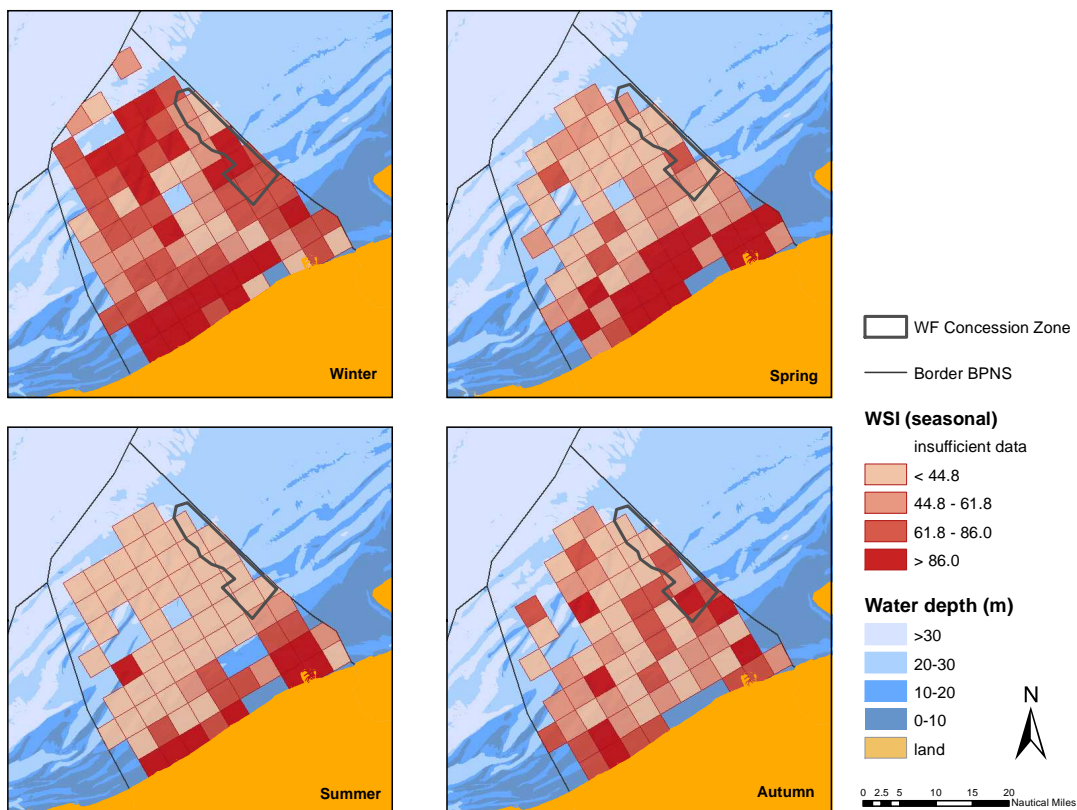 Winter
Spring
Summer
Autumn
WF Concession Zone
Border BPNS
WSI (seasonal)
insufficient data
< 44.8
44.8 - 61.8
61.8 - 86.0
> 86.0
Water depth (m)
>30
20-30
10-20
0-10
land
N
0 2.5 5 10 15 20
Nautical Miles